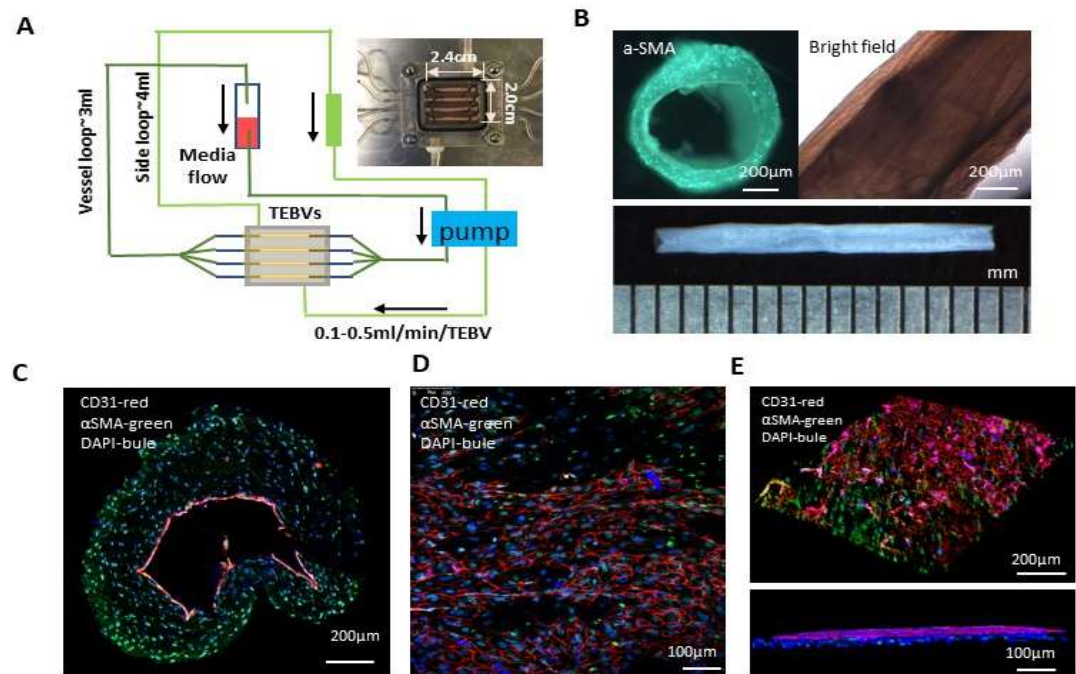 A
Vessel loop~3ml
Side loop~4ml
Media
flow
2.4cm
2.0cm
TEBVs
pump
0.1-0.5ml/min/TEBV
B
a-SMA
200μm
Bright field
200μm
mm
C
CD31-red
αSMA-green
DAPI-bule
200μm
D
CD31-red
αSMA-green
DAPI-bule
100μm
E
CD31-red
αSMA-green
DAPI-bule
200μm
100μm